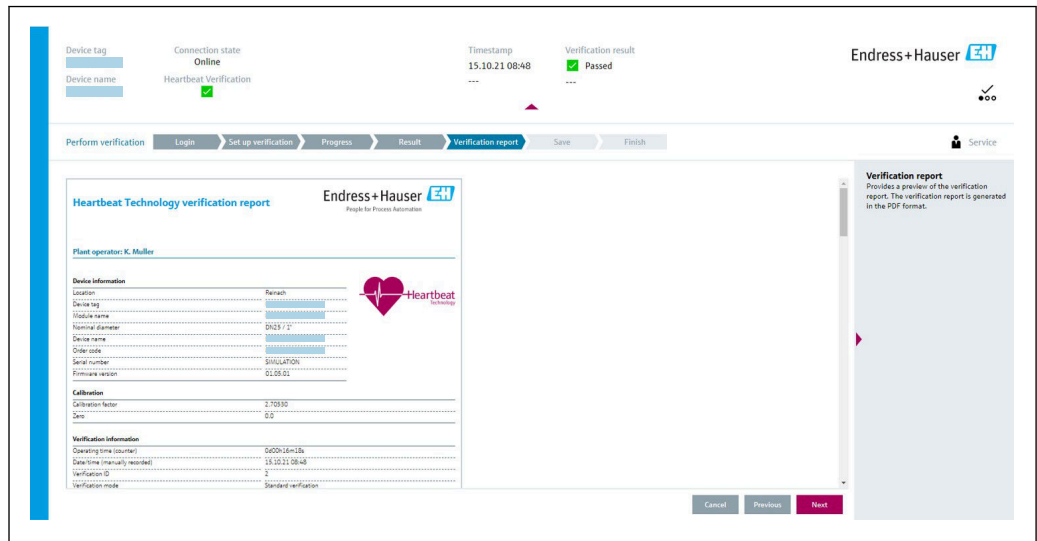 Device tag
Connection state
Online
Device name
Heartbeat Verification
Timestamp
15.10.21 08:48
---
Verification result
Passed
---
Endress+Hauser EH
Perform verification Login Set up verification Progress Result Verification report Save Finish
Service
Heartbeat Technology verification report
Endress+Hauser EH
People for Process Automation
Plant operator: K. Muller
Device information
Location Reinach
Device tag
Module name
Nominal diameter DN25 / 1"
Device name
Order code
Serial number SIMULATION
Firmware version 01.05.01
Heartbeat
Technology
Calibration
Calibration factor 2.70930
Zero 0.0
Verification information
Operating time (counter) 0d00h16m18s
Date/time (manually recorded) 15.10.21 08:48
Verification ID 2
Verification mode Standard verification
Verification report
Provides a preview of the verification
report. The verification report is generated
in the PDF format.
Cancel Previous Next